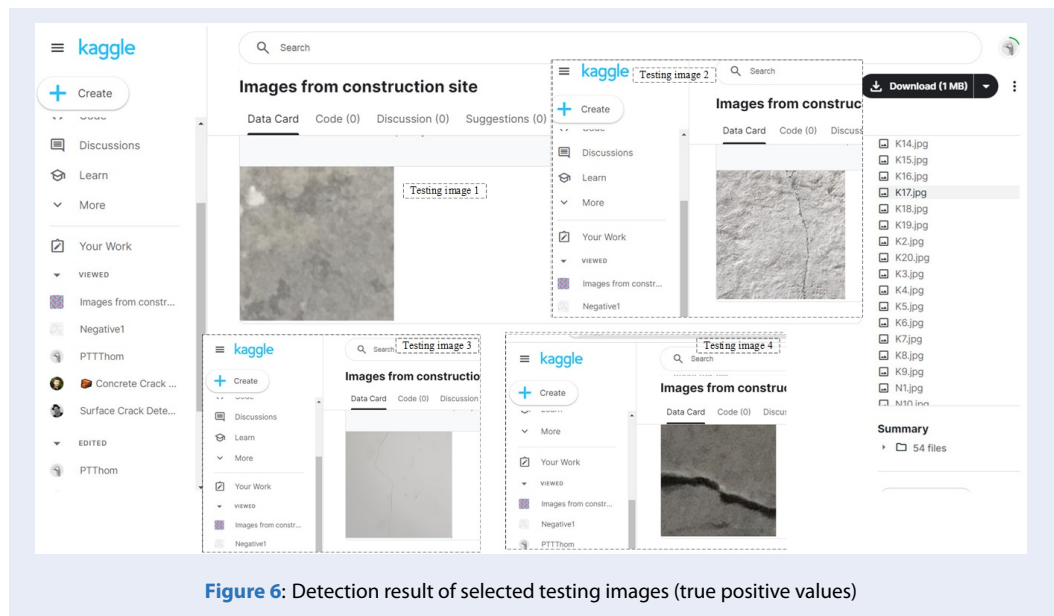 kaggle
Create
Code
Discussions
Learn
More
Your Work
VIEWED
Images from constr...
Negative1
PTTThom
Concrete Crack ...
Surface Crack Dete...
EDITED
PTThom
Search
Images from construction site
Data Card Code (0) Discussion (0) Suggestions (0)
Testing image 1
kaggle
Testing image 2
Search
Create
Images from construc
Data Card Code (0) Discuss
Discussions
Learn
More
Your Work
VIEWED
Images from constr...
Negative1
Download (1 MB)
K14.jpg
K15.jpg
K16.jpg
K17.jpg
K18.jpg
K19.jpg
K2.jpg
K20.jpg
K3.jpg
K4.jpg
K5.jpg
K6.jpg
K7.jpg
K8.jpg
K9.jpg
N1.jpg
N10.jpg
Summary
54 files
kaggle
Search
Testing image 3
Create
Images from constructio
Data Card Code (0) Discussion
Discussions
Learn
More
Your Work
VIEWED
Images from constr...
Negative1
kaggle
Testing image 4
Search
Create
Images from constru
Data Card Code (0) Discus
More
Your Work
VIEWED
Images from constr...
Negative1
PTTThom
Figure 6: Detection result of selected testing images (true positive values)